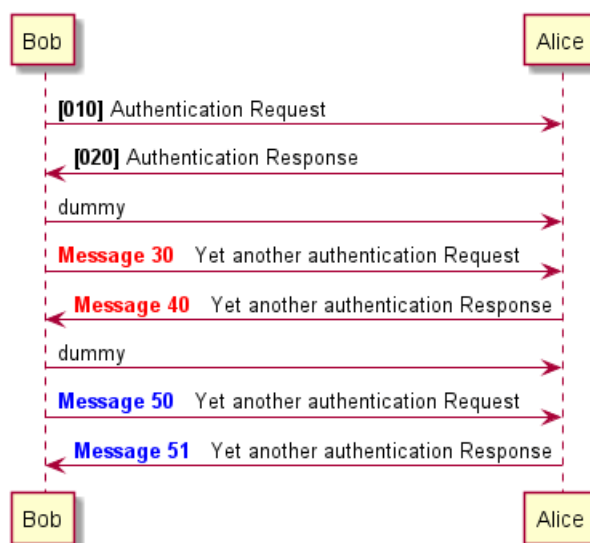 Bob Alice
[010] Authentication Request
[020] Authentication Response
dummy
Message 30 Yet another authentication Request
Message 40 Yet another authentication Response
dummy
Message 50 Yet another authentication Request
Message 51 Yet another authentication Response
Bob Alice